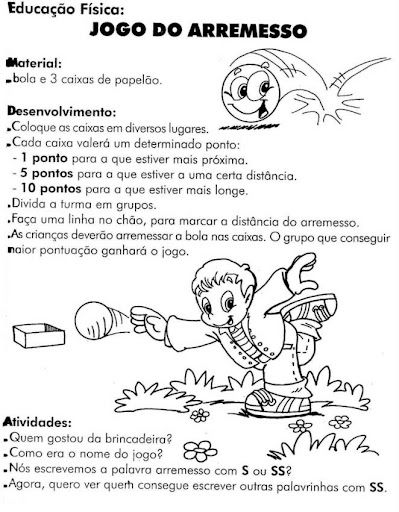 Educação Física:
JOGO DO ARREMESSO
Material:
.bola e 3 caixas de papelão.
Desenvolvimento:
.Coloque as caixas em diversos lugares.
.Cada caixa valerá um determinado ponto:
- 1 ponto para a que estiver mais próxima.
- 5 pontos para a que estiver a uma certa distância.
- 10 pontos para a que estiver mais longe.
.Divida a turma em grupos.
.Faça uma linha no chão, para marcar a distância do arremesso.
.As crianças deverão arremessar a bola nas caixas. O grupo que conseguir
maior pontuação ganhará o jogo.
Atividades:
.Quem gostou da brincadeira?
.Como era o nome do jogo?
.Nós escrevemos a palavra arremesso com S ou SS?
.Agora, quero ver quem consegue escrever outras palavrinhas com SS.